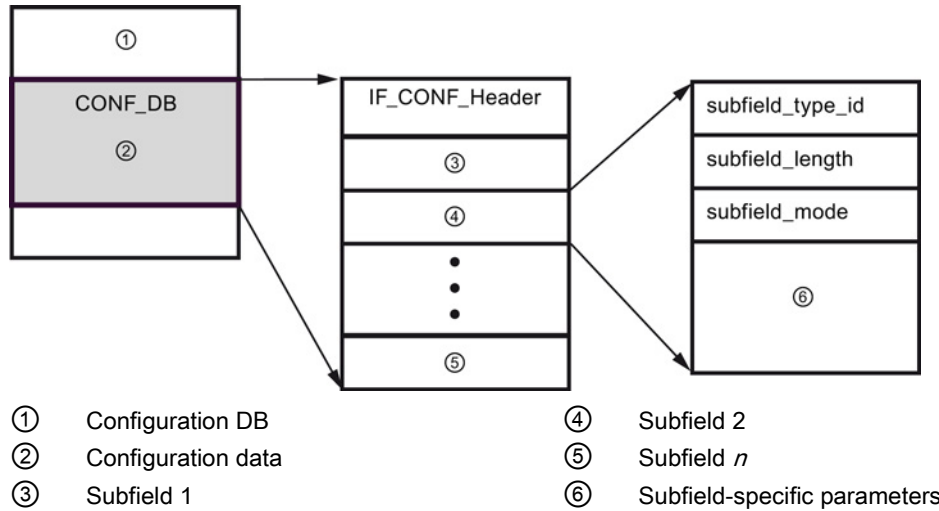 ①
CONF_DB
②
IF_CONF_Header
③
④
⑤
subfield_type_id
subfield_length
subfield_mode
⑥
① Configuration DB
② Configuration data
③ Subfield 1
④ Subfield 2
⑤ Subfield n
⑥ Subfield-specific parameters